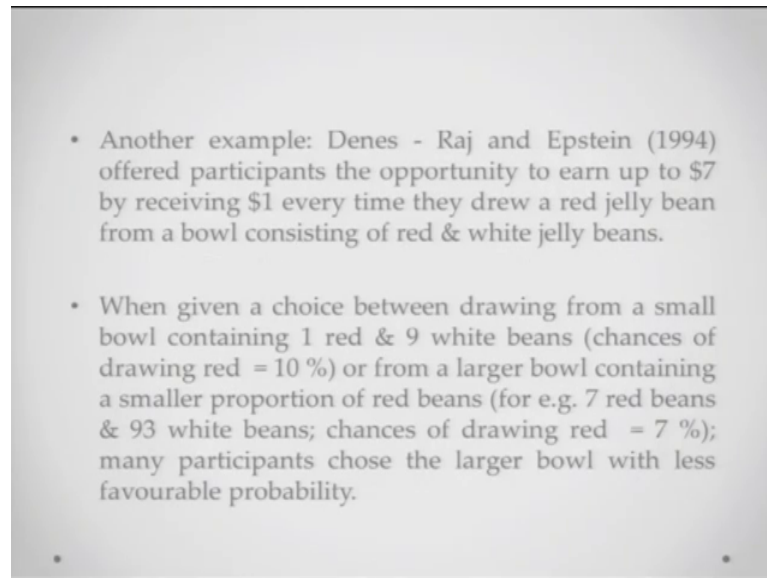 • Another example: Denes - Raj and Epstein (1994)
offered participants the opportunity to earn up to $7
by receiving $1 every time they drew a red jelly bean
from a bowl consisting of red & white jelly beans.
• When given a choice between drawing from a small
bowl containing 1 red & 9 white beans (chances of
drawing red = 10 %) or from a larger bowl containing
a smaller proportion of red beans (for e.g. 7 red beans
& 93 white beans; chances of drawing red = 7 %);
many participants chose the larger bowl with less
favourable probability.